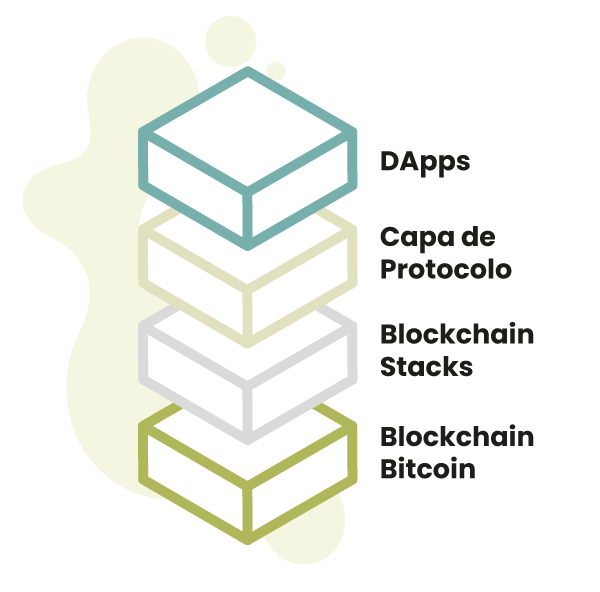 DApps
Capa de
Protocolo
Blockchain
Stacks
Blockchain
Bitcoin